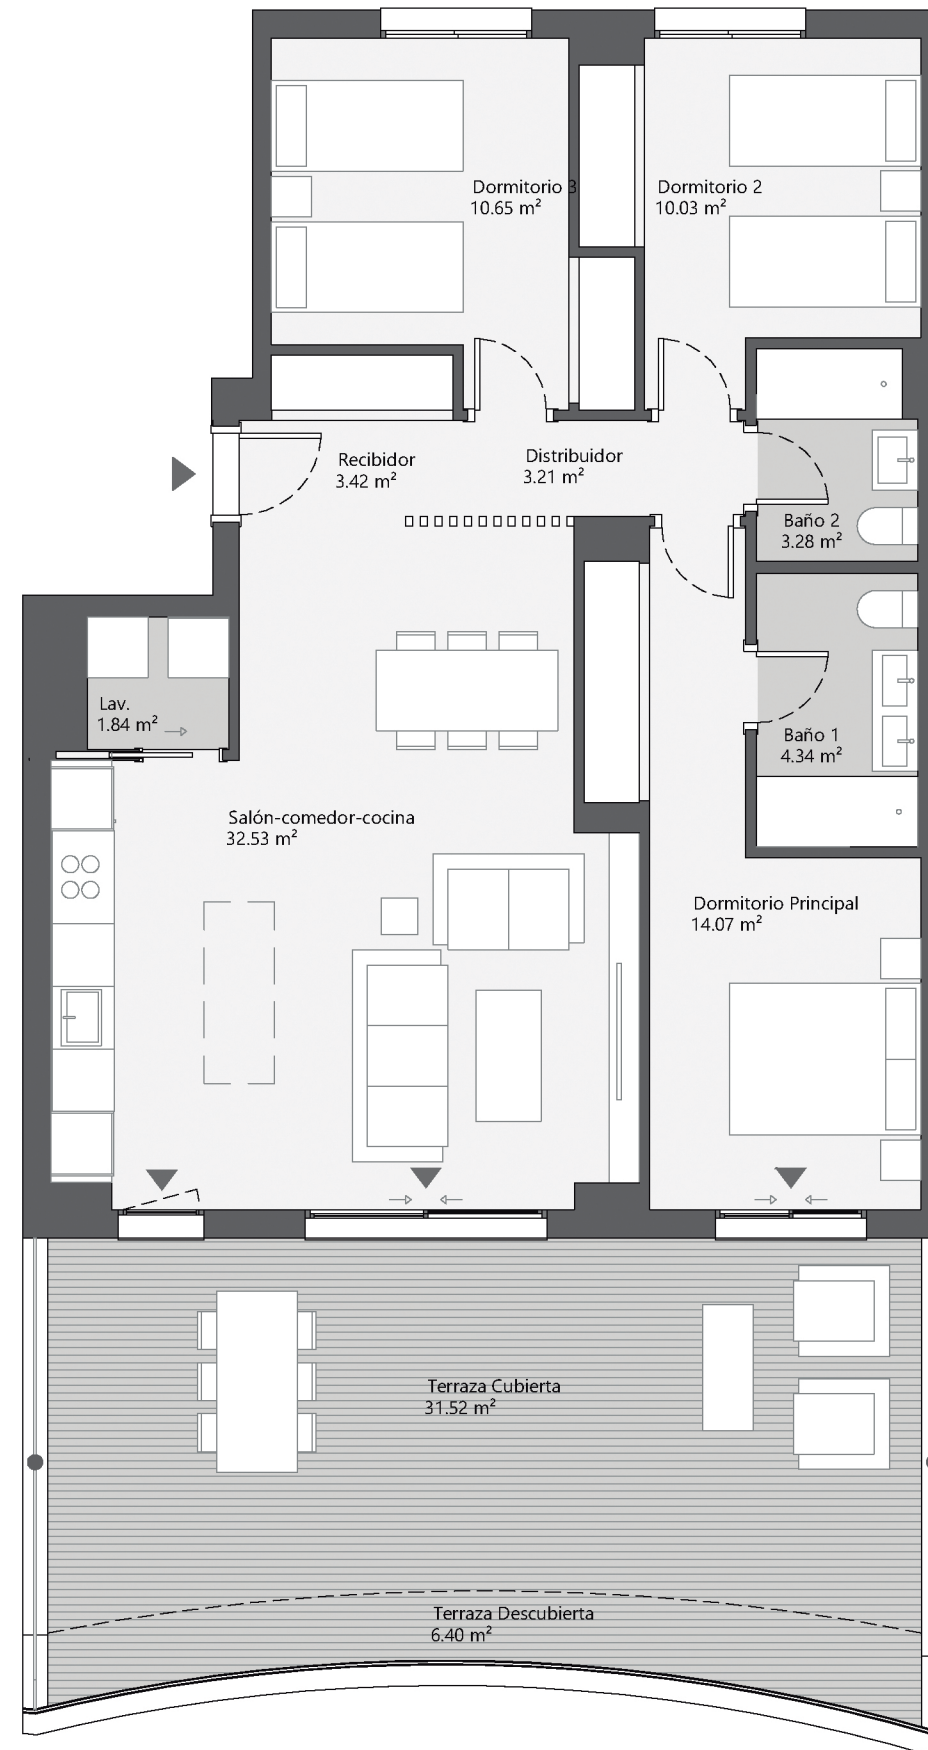 Dormitorio 3
10.65 m²
Dormitorio 2
10.03 m²
Recibidor
3.42 m²
Distribuidor
3.21 m²
Baño 2
3.28 m²
Lav.
1.84 m²
Baño 1
4.34 m²
Salón-comedor-cocina
32.53 m²
Dormitorio Principal
14.07 m²
Terraza Cubierta
31.52 m²
Terraza Descubierta
6.40 m²